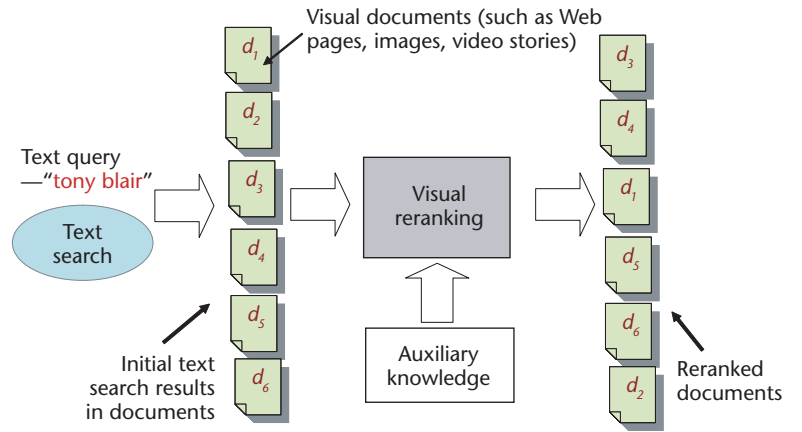 Visual documents (such as Web
pages, images, video stories)
d1
d2
d3
d4
d5
d6
Text query
—“tony blair”
Text
search
Initial text
search results
in documents
Visual
reranking
Auxiliary
knowledge
d3
d4
d1
d5
d6
d2
Reranked
documents